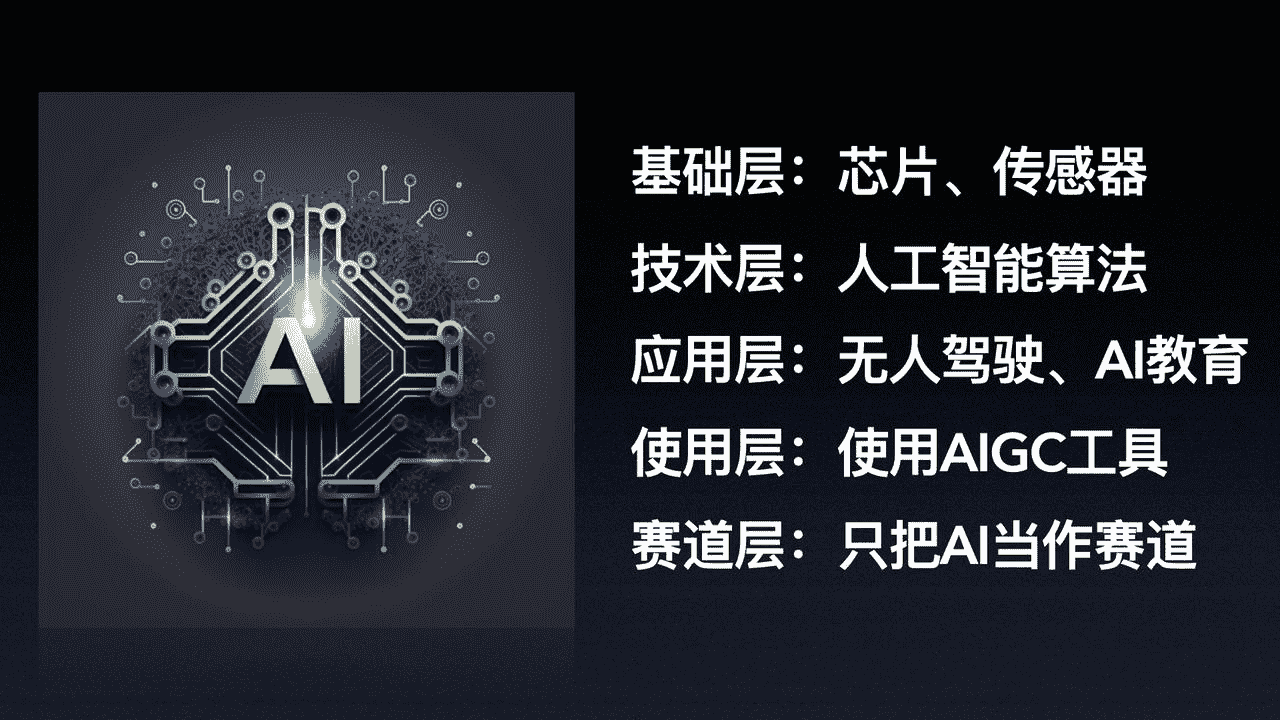 AI
基础层：芯片、传感器
技术层：人工智能算法
应用层：无人驾驶、AI教育
使用层：使用AIGC工具
赛道层：只把AI当作赛道